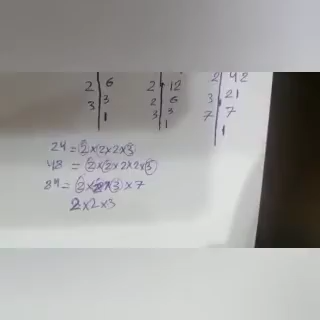 2 6 2 12 2 42
3 3 2 6 3 21
1 3 3 7 7
1 1
24 = 2×2×2×3
48 = 2×2×2×2×3
84 = 2×2×3×7
2×2×3